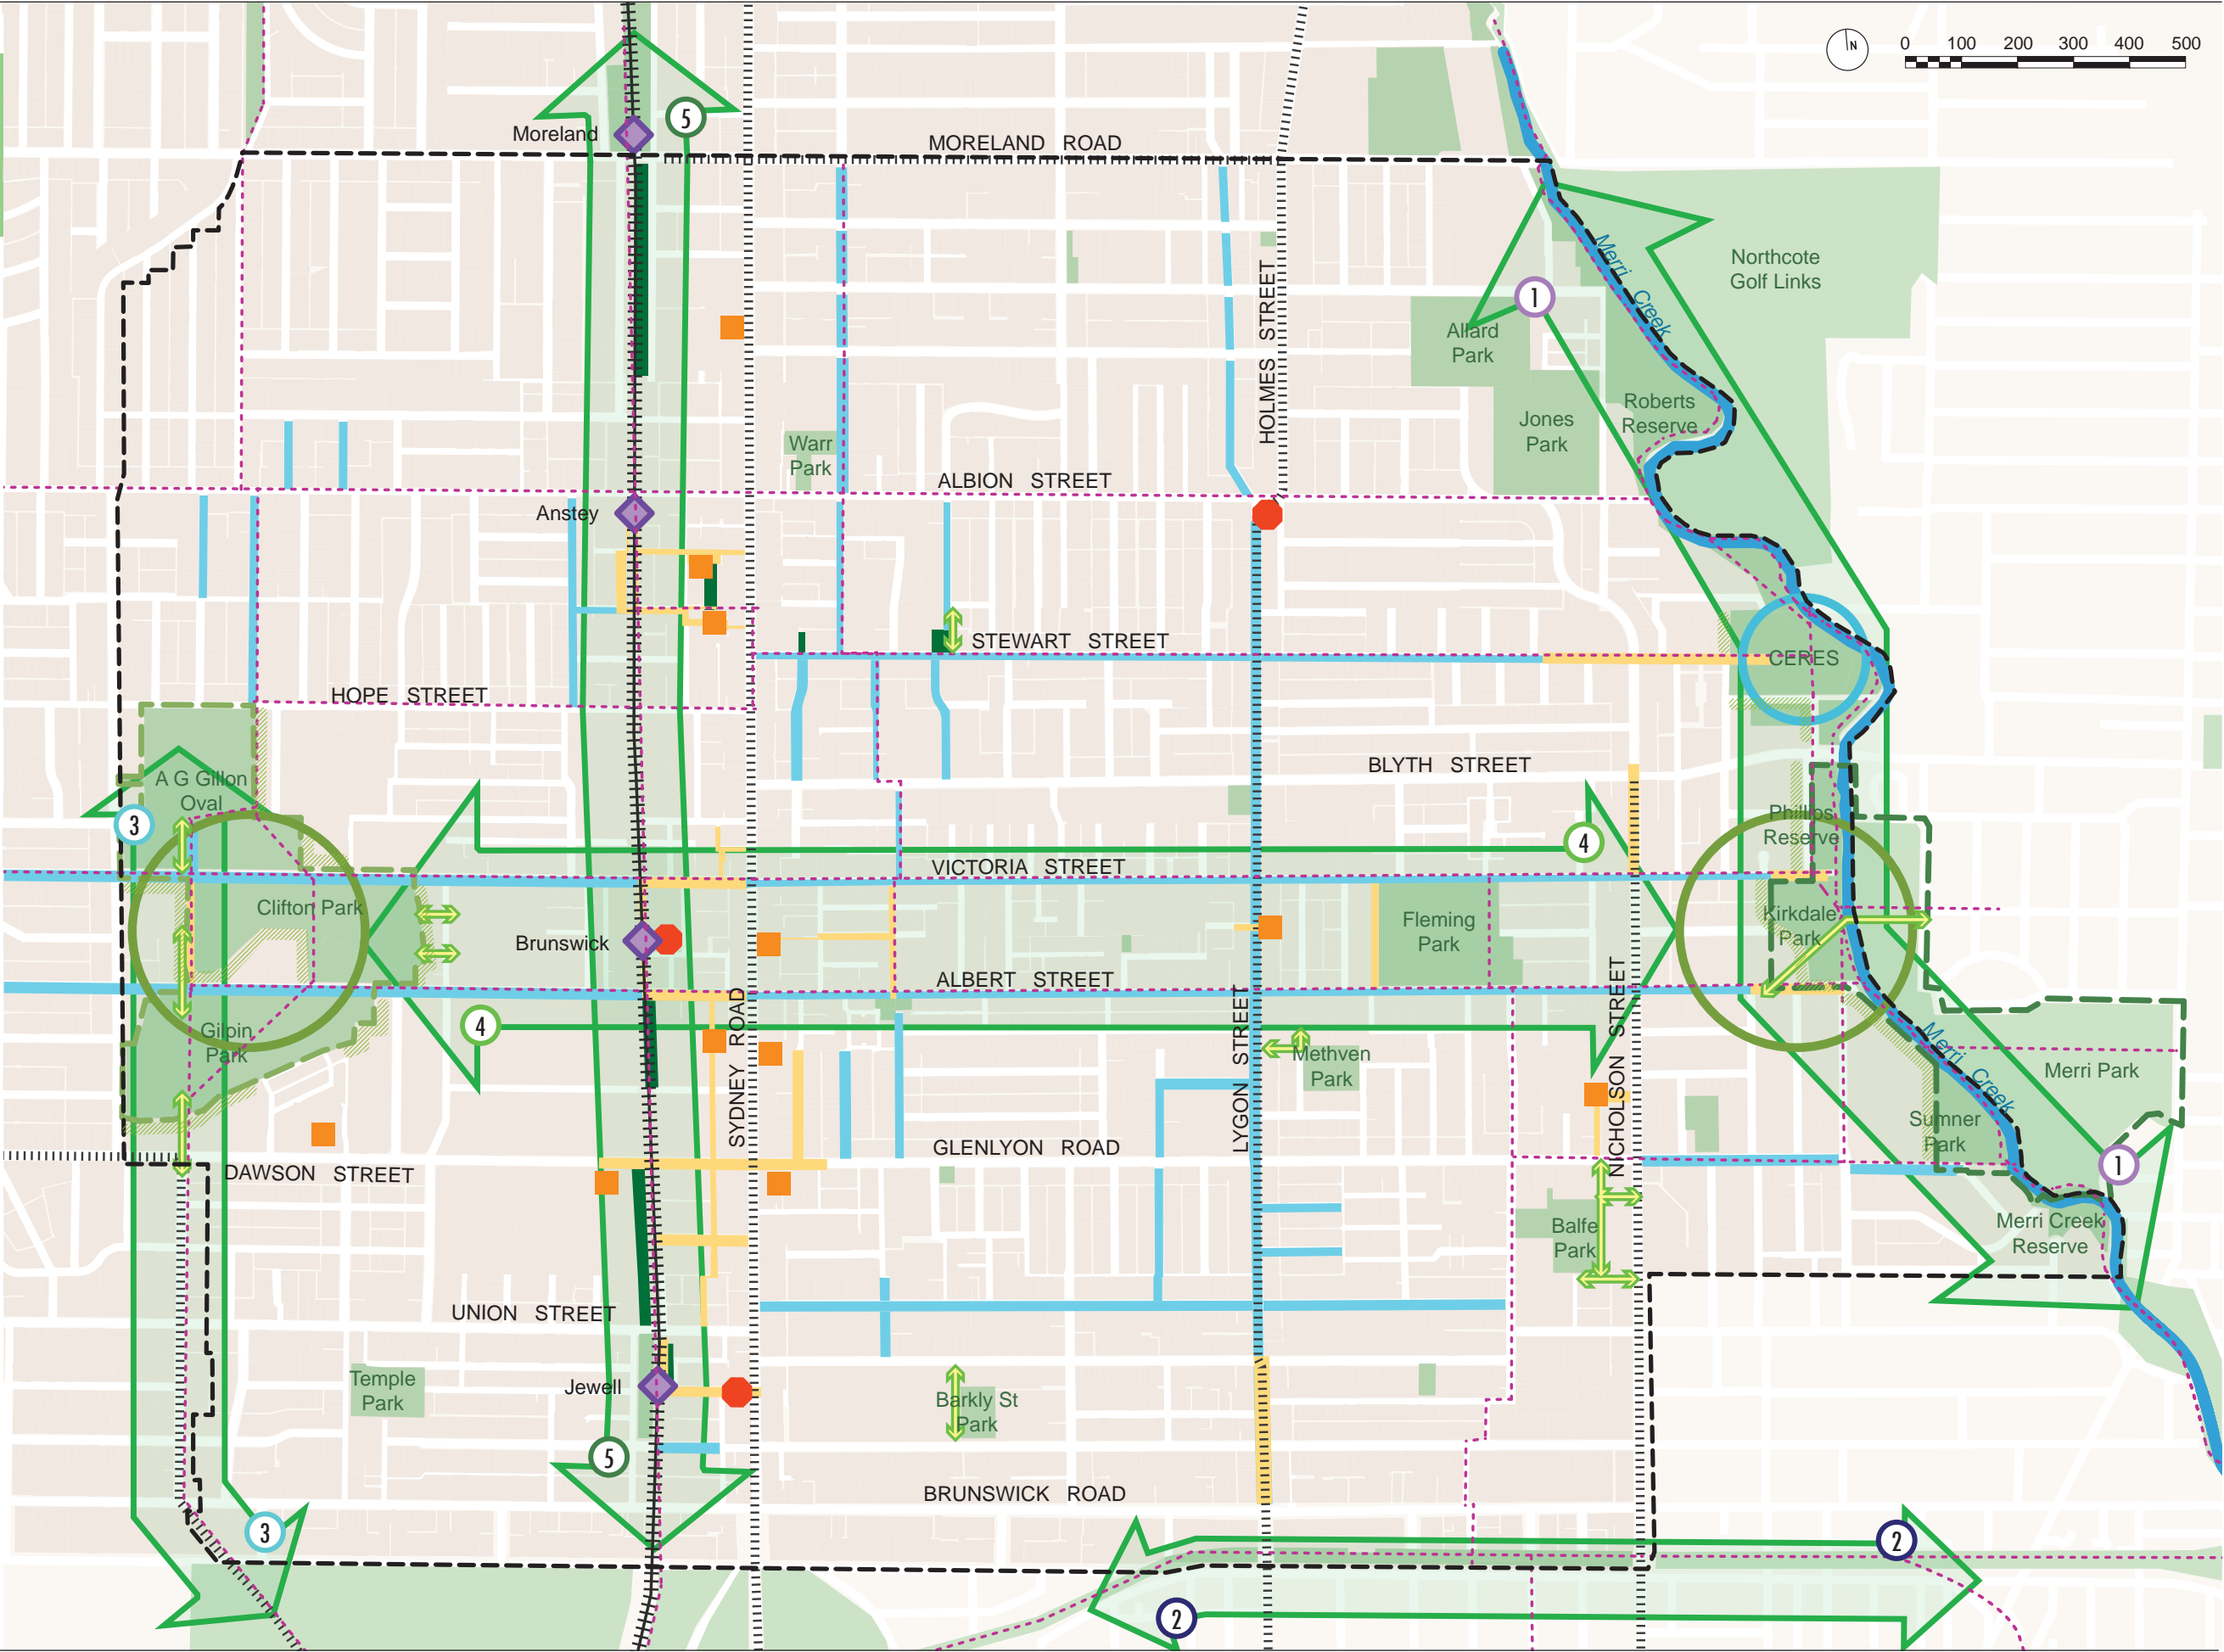 N
0 100 200 300 400 500
5
Moreland
MORELAND ROAD
Merri
Creek
Northcote
Golf Links
1
HOLMES STREET
Allard
Park
Roberts
Reserve
Jones
Park
Warr
Park
ALBION STREET
Anstey
STEWART STREET
CERES
HOPE STREET
BLYTH STREET
A G Gillon
Oval
3
Phillips
Reserve
4
VICTORIA STREET
Clifton Park
Fleming
Park
Kirkdale
Park
Brunswick
ALBERT STREET
SYDNEY ROAD
LYGON STREET
NICHOLSON STREET
4
Gilpin
Park
Methven
Park
Merri
Creek
Merri Park
Sumner
Park
GLENLYON ROAD
DAWSON STREET
1
Balfe
Park
Merri Creek
Reserve
UNION STREET
Temple
Park
Jewell
Barkly St
Park
5
BRUNSWICK ROAD
3
2
2